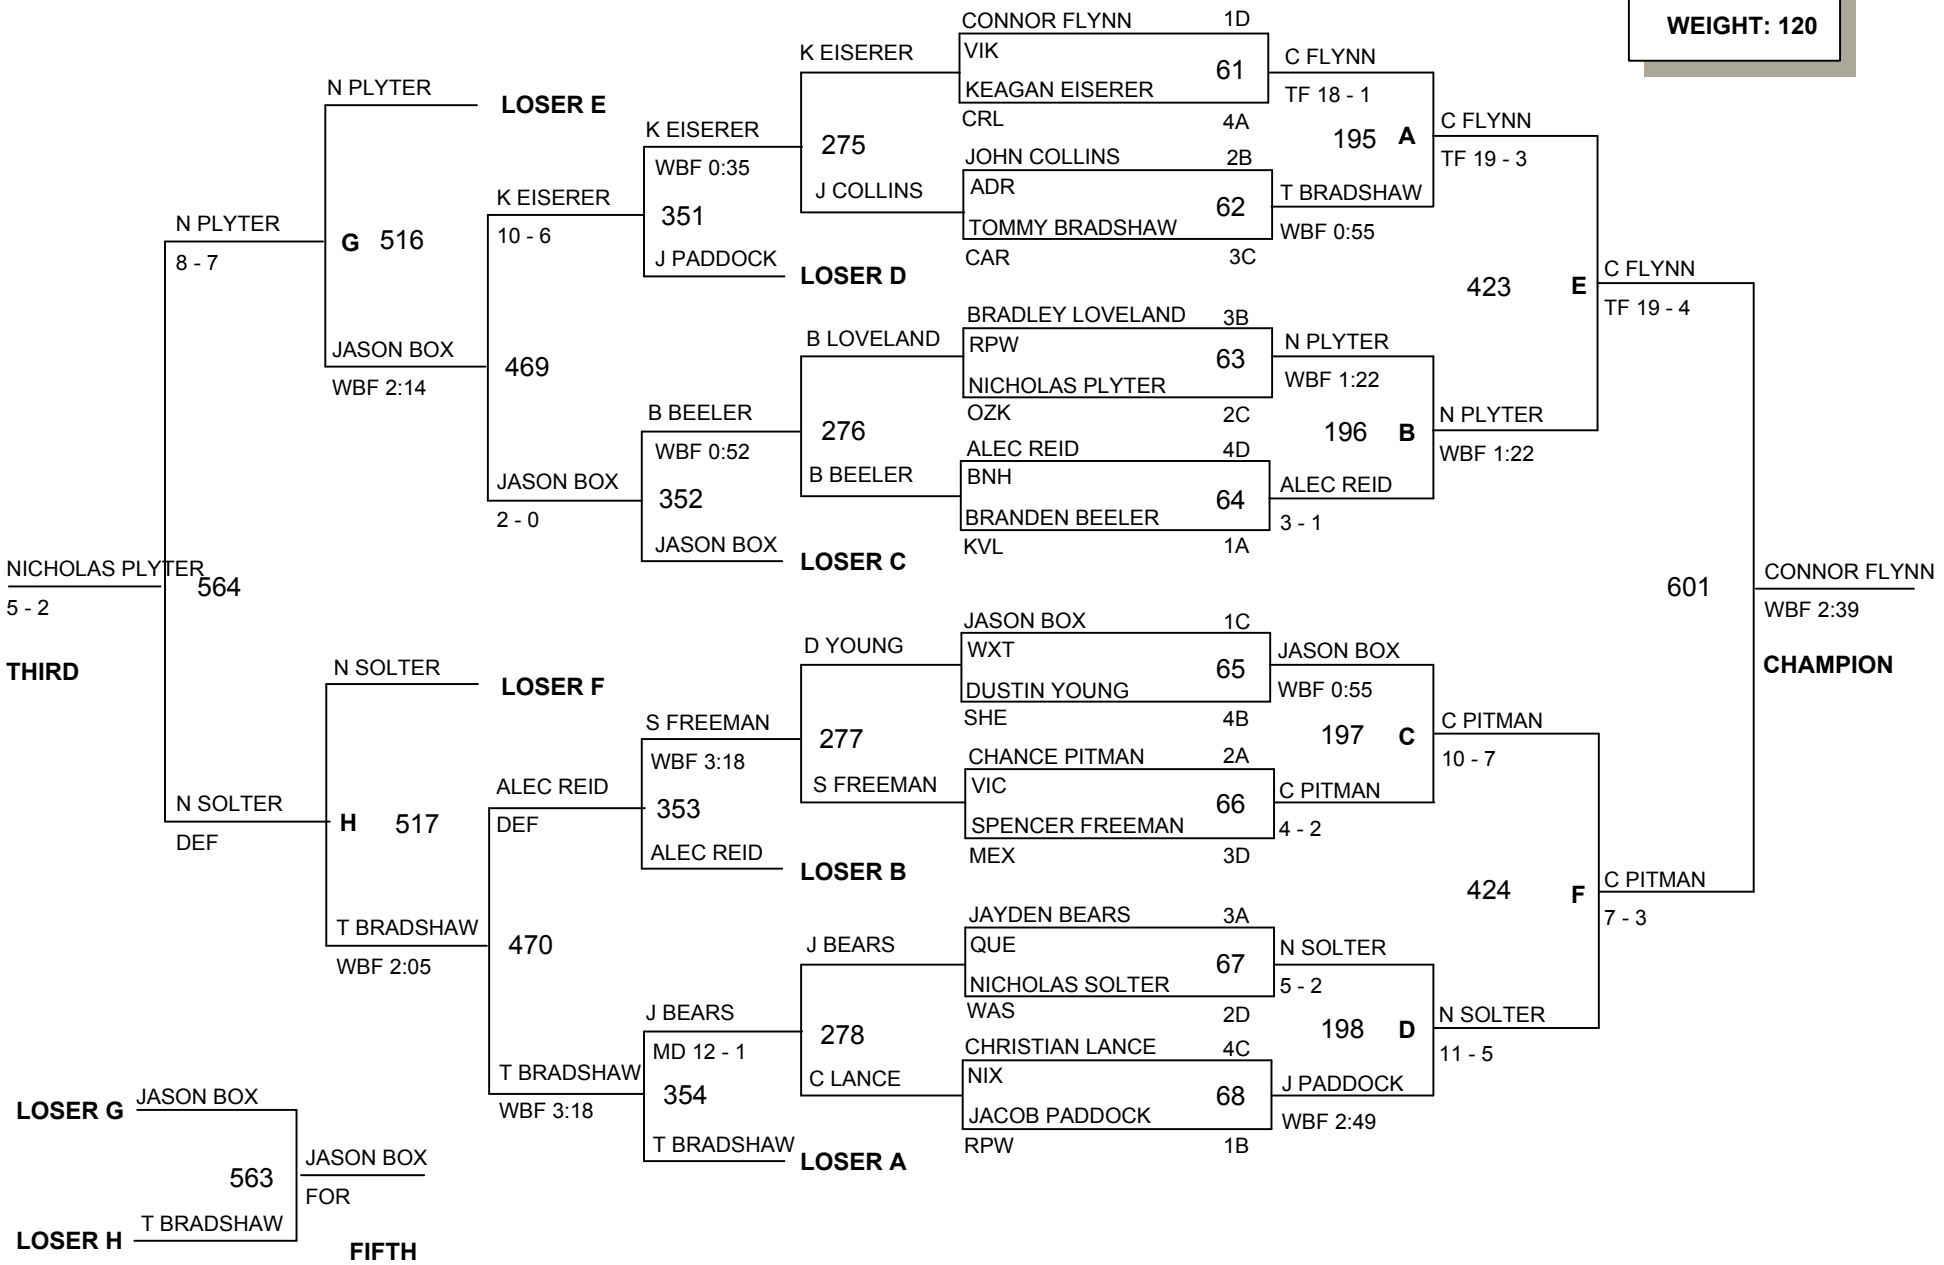 WEIGHT: 120
CONNOR FLYNN 1D
VIK
61
KEAGAN EISERER
CRL 4A
JOHN COLLINS 2B
ADR
62
TOMMY BRADSHAW
CAR 3C
BRADLEY LOVELAND 3B
RPW
63
NICHOLAS PLYTER
OZK 2C
ALEC REID 4D
BNH
64
BRANDEN BEELER
KVL 1A
JASON BOX 1C
WXT
65
DUSTIN YOUNG
SHE 4B
CHANCE PITMAN 2A
VIC
66
SPENCER FREEMAN
MEX 3D
JAYDEN BEARS 3A
QUE
67
NICHOLAS SOLTER
WAS 2D
CHRISTIAN LANCE 4C
NIX
68
JACOB PADDOCK
RPW 1B
C FLYNN
TF 18 - 1
195 A
T BRADSHAW
WBF 0:55
N PLYTER
WBF 1:22
196 B
ALEC REID
3 - 1
JASON BOX
WBF 0:55
197 C
C PITMAN
4 - 2
N SOLTER
5 - 2
198 D
J PADDOCK
WBF 2:49
C FLYNN
TF 19 - 3
423 E
N PLYTER
WBF 1:22
C PITMAN
10 - 7
424 F
N SOLTER
11 - 5
C FLYNN
TF 19 - 4
601
C PITMAN
7 - 3
CONNOR FLYNN
WBF 2:39
CHAMPION
K EISERER
275
J COLLINS
B LOVELAND
276
B BEELER
D YOUNG
277
S FREEMAN
J BEARS
278
C LANCE
K EISERER
WBF 0:35
351
J PADDOCK
LOSER D
B BEELER
WBF 0:52
352
JASON BOX
LOSER C
S FREEMAN
WBF 3:18
353
ALEC REID
LOSER B
J BEARS
MD 12 - 1
354
T BRADSHAW
LOSER A
K EISERER
10 - 6
469
JASON BOX
2 - 0
ALEC REID
DEF
470
T BRADSHAW
WBF 3:18
N PLYTER
LOSER E
G 516
JASON BOX
WBF 2:14
N SOLTER
LOSER F
H 517
T BRADSHAW
WBF 2:05
N PLYTER
8 - 7
564
N SOLTER
DEF
NICHOLAS PLYTER
5 - 2
THIRD
LOSER G JASON BOX
563
LOSER H T BRADSHAW
JASON BOX
FOR
FIFTH